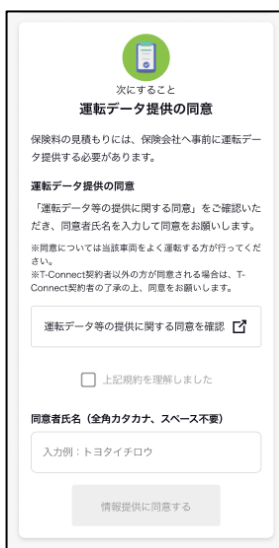 次にすること
運転データ提供の同意
保険料の見積もりには、保険会社へ事前に運転デー
タ提供する必要があります。
運転データ提供の同意
「運転データ等の提供に関する同意」をご確認いた
だき、同意者氏名を入力して同意をお願いします。
※同意については当該車両をよく運転する方が行ってくだ
さい。
※T-Connect契約者以外の方が同意される場合は、T-
Connect契約者の了承の上、同意をお願いします。
運転データ等の提供に関する同意を確認
上記規約を理解しました
同意者氏名（全角カタカナ、スペース不要）
入力例：トヨタイチロウ
情報提供に同意する